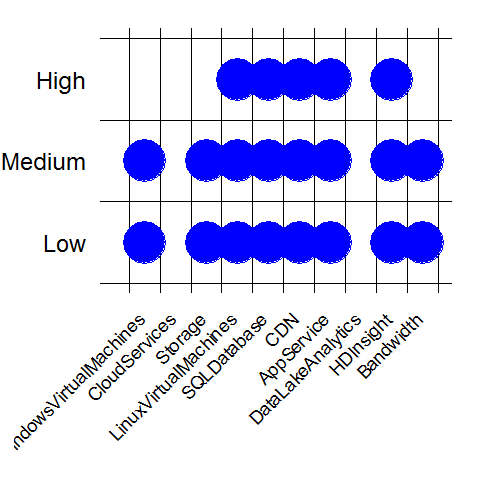 High
Medium
Low
ndowsVirtualMachines
CloudServices
Storage
LinuxVirtualMachines
SQLDatabase
CDN
AppService
DataLakeAnalytics
HDInsight
Bandwidth